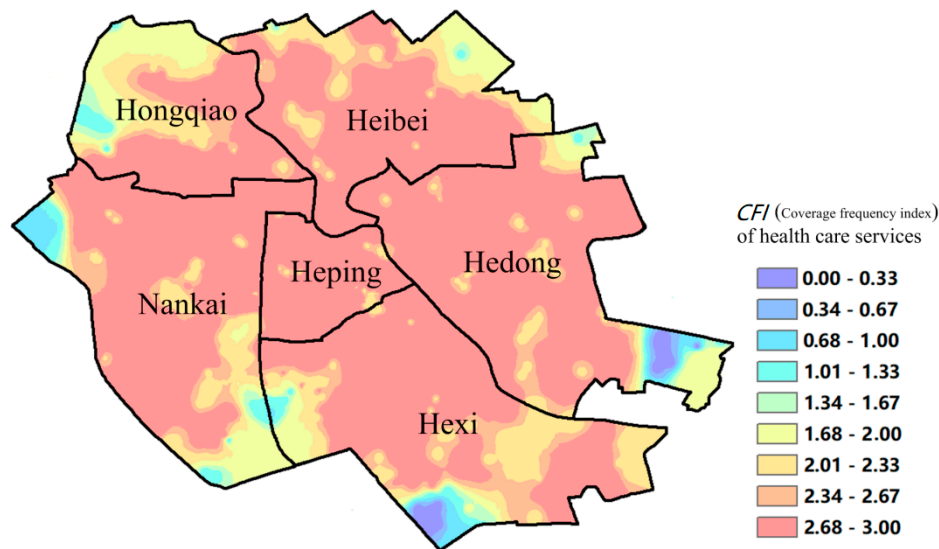 Hongqiao
Heibei
Heping
Hedong
Nankai
Hexi
CFI (Coverage frequency index)
of health care services
0.00 - 0.33
0.34 - 0.67
0.68 - 1.00
1.01 - 1.33
1.34 - 1.67
1.68 - 2.00
2.01 - 2.33
2.34 - 2.67
2.68 - 3.00